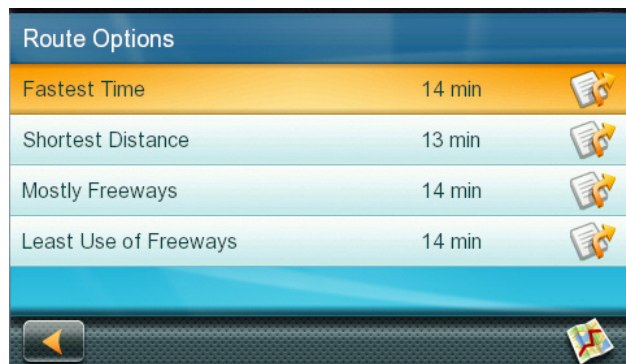 Route Options
Fastest Time 14 min
Shortest Distance 13 min
Mostly Freeways 14 min
Least Use of Freeways 14 min